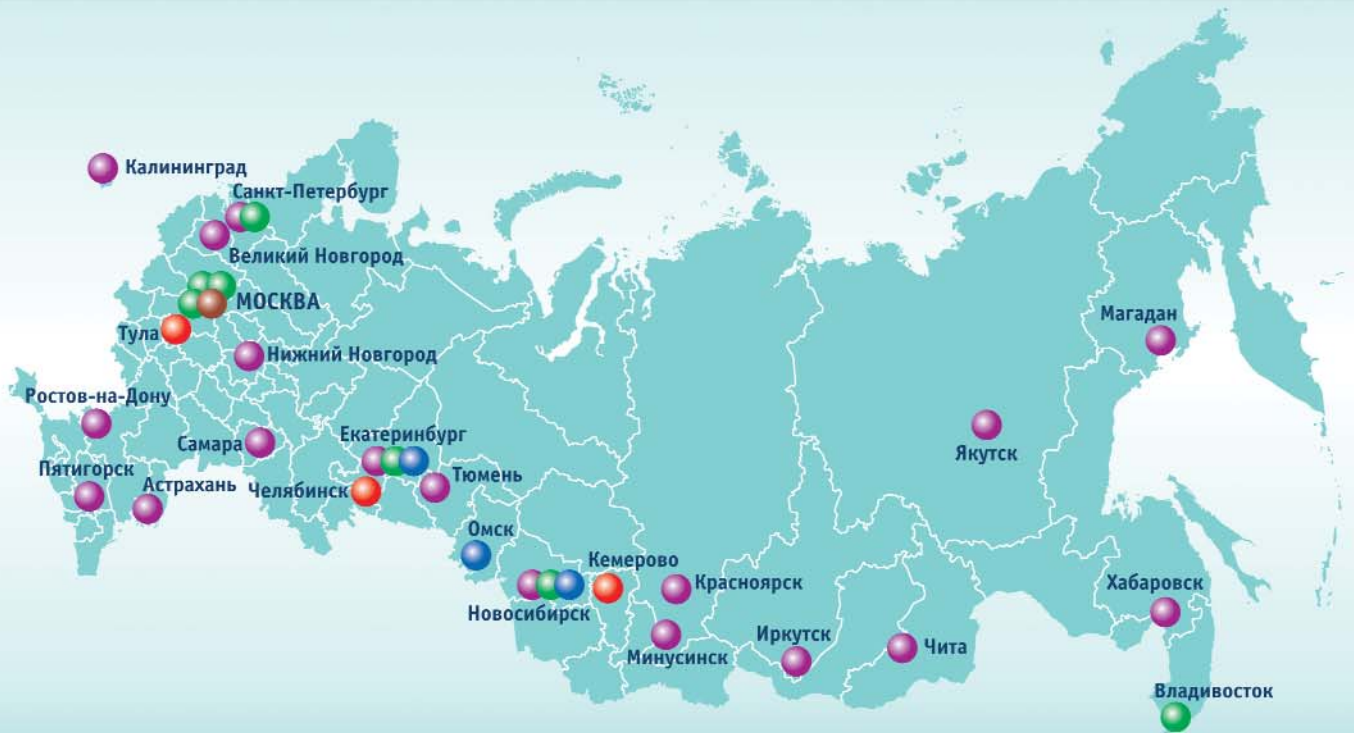 Калининград
Санкт-Петербург
Великий Новгород
МОСКВА
Тула
Нижний Новгород
Ростов-на-Дону
Самара
Екатеринбург
Пятигорск
Астрахань
Челябинск
Тюмень
Омск
Кемерово
Новосибирск
Красноярск
Минусинск
Иркутск
Чита
Магадан
Якутск
Хабаровск
Владивосток